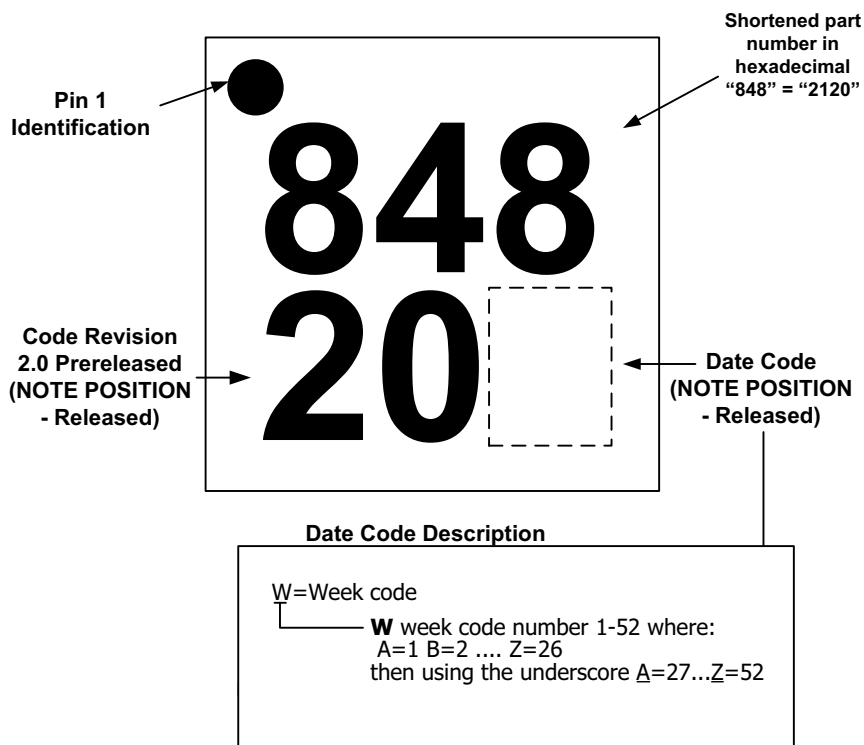 Shortened part
number in
hexadecimal
“848” = “2120”
Pin 1
Identification
848
20
Code Revision
2.0 Prereleased
(NOTE POSITION
- Released)
Date Code
(NOTE POSITION
- Released)
Date Code Description
W=Week code
W week code number 1-52 where:
A=1 B=2 .... Z=26
then using the underscore A=27...Z=52